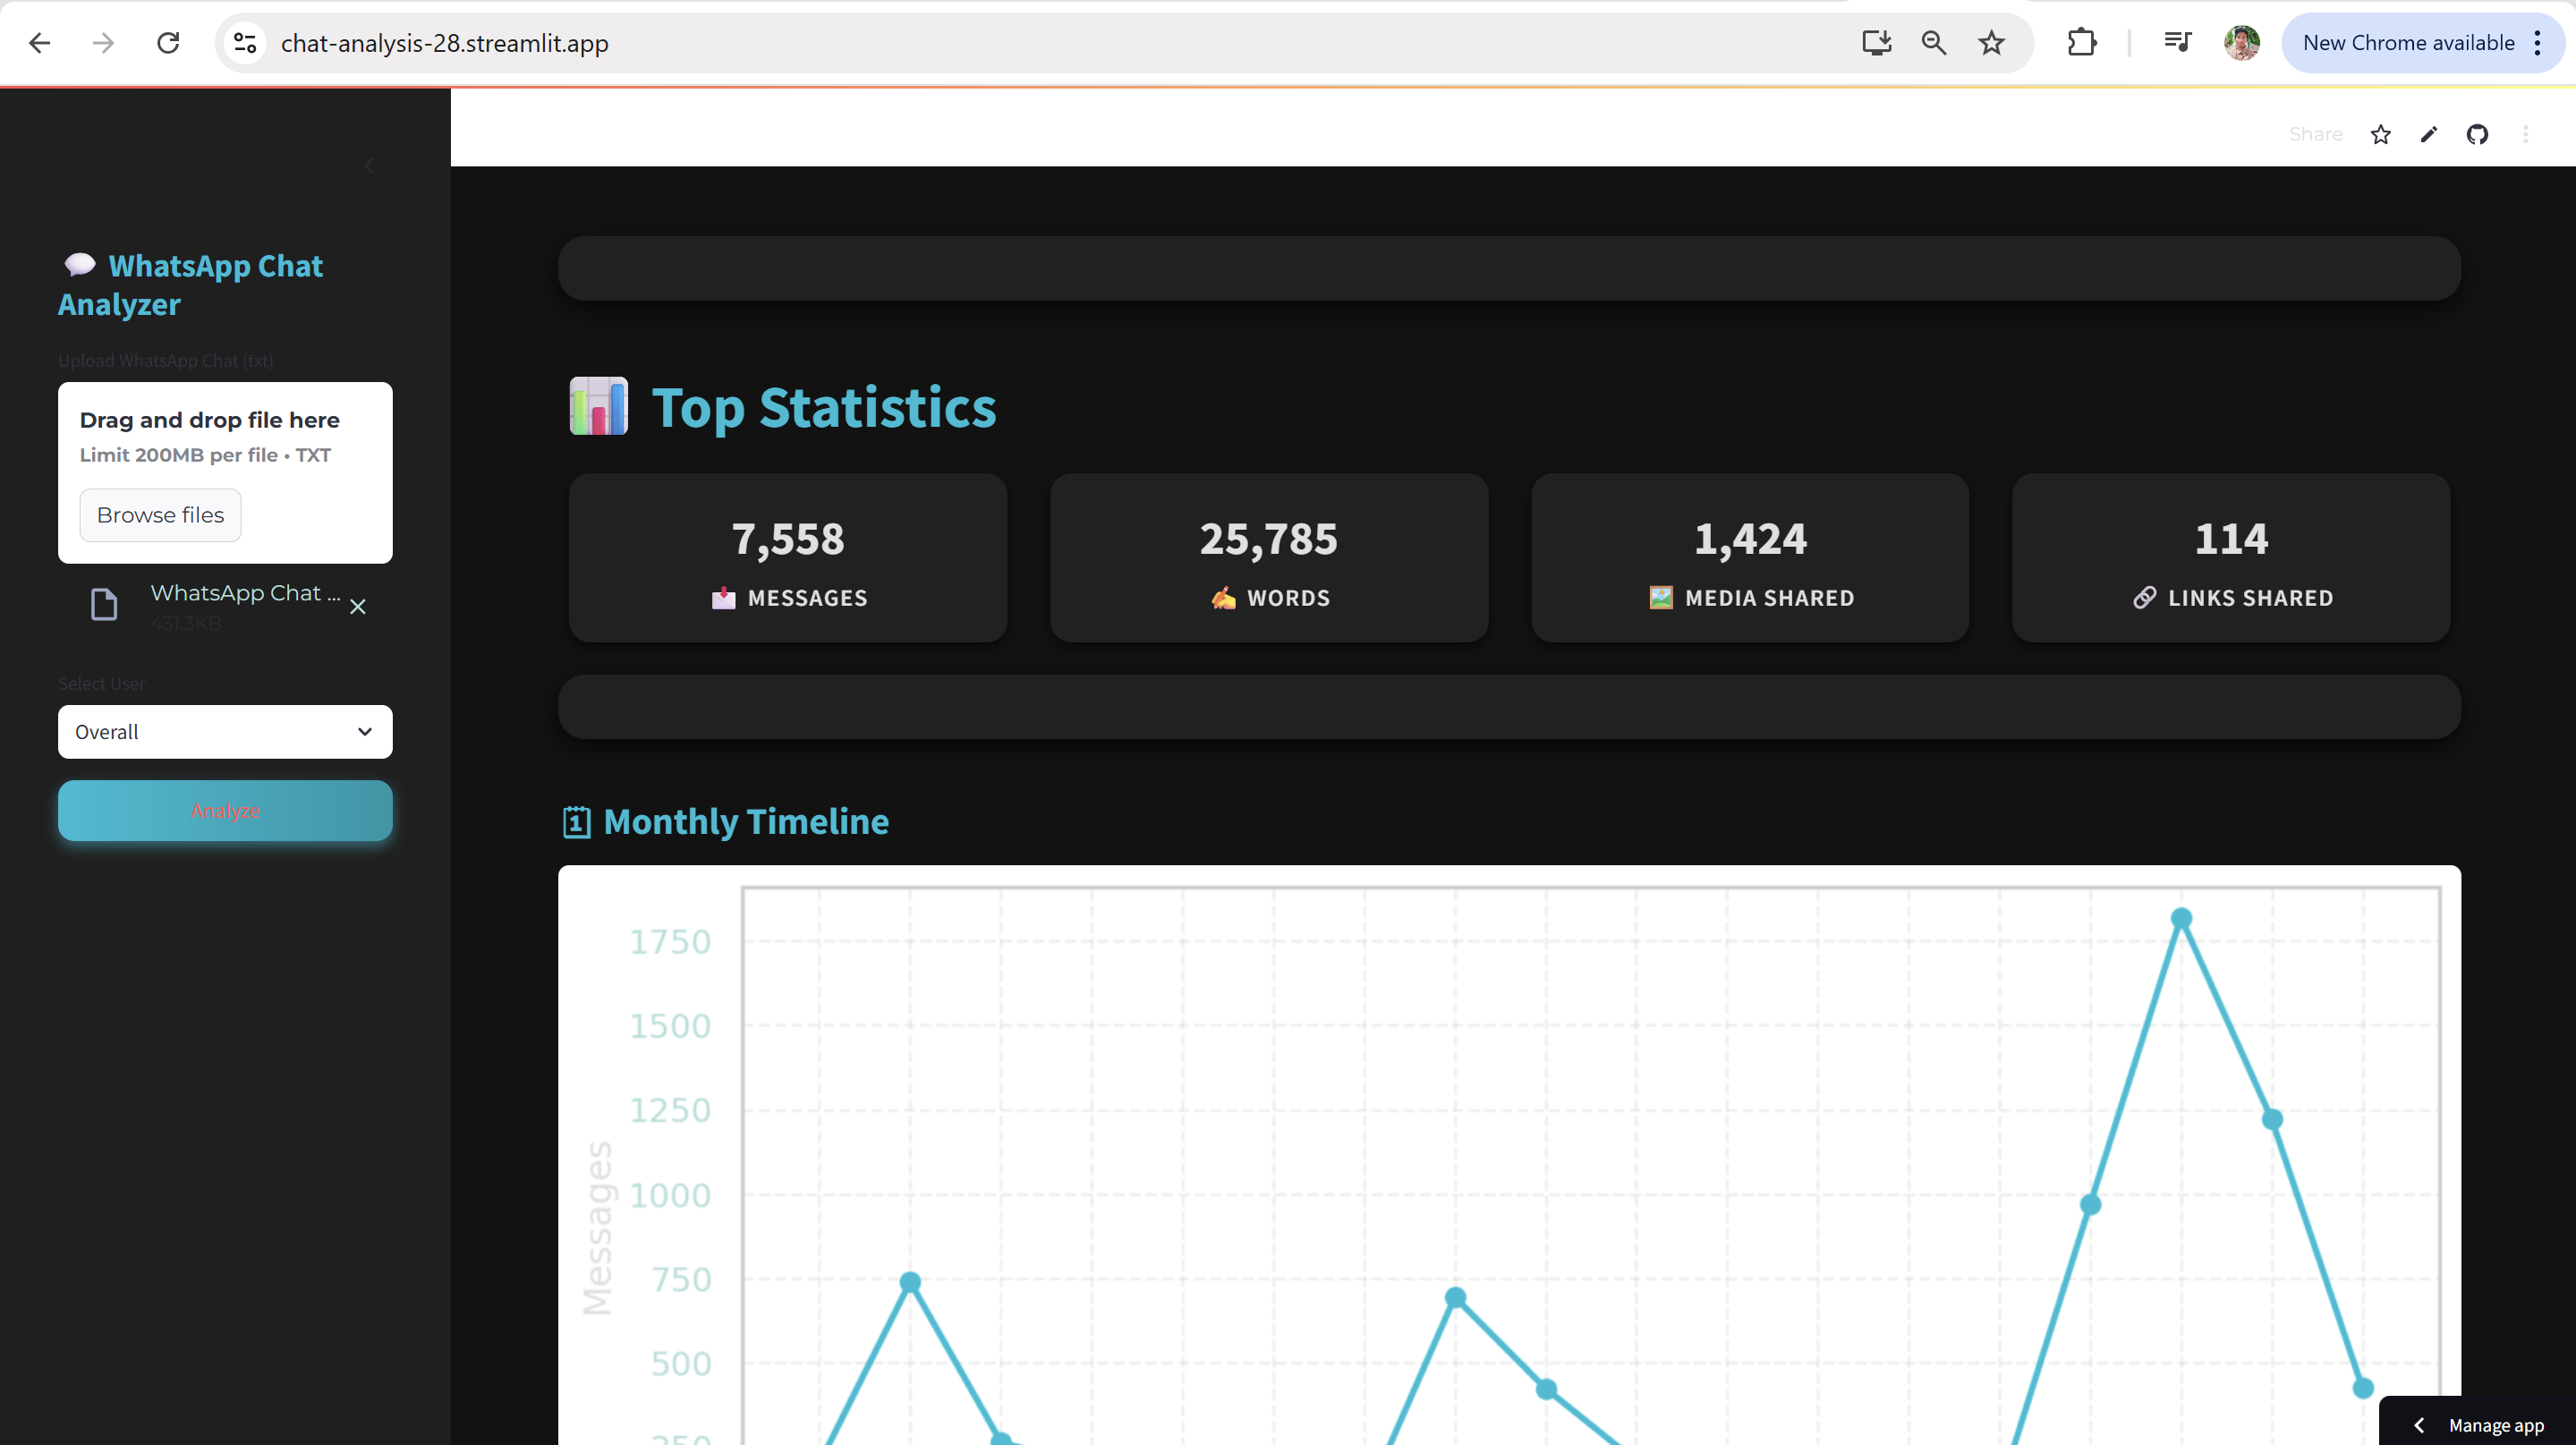 chat-analysis-28.streamlit.app
New Chrome available
Share
WhatsApp Chat
Analyzer
Upload WhatsApp Chat (txt)
Drag and drop file here
Limit 200MB per file • TXT
Browse files
WhatsApp Chat ...
431.3KB
Select User
Overall
Analyze
Top Statistics
7,558
MESSAGES
25,785
WORDS
1,424
MEDIA SHARED
114
LINKS SHARED
Monthly Timeline
1750
1500
1250
1000
750
500
250
Messages
Manage app